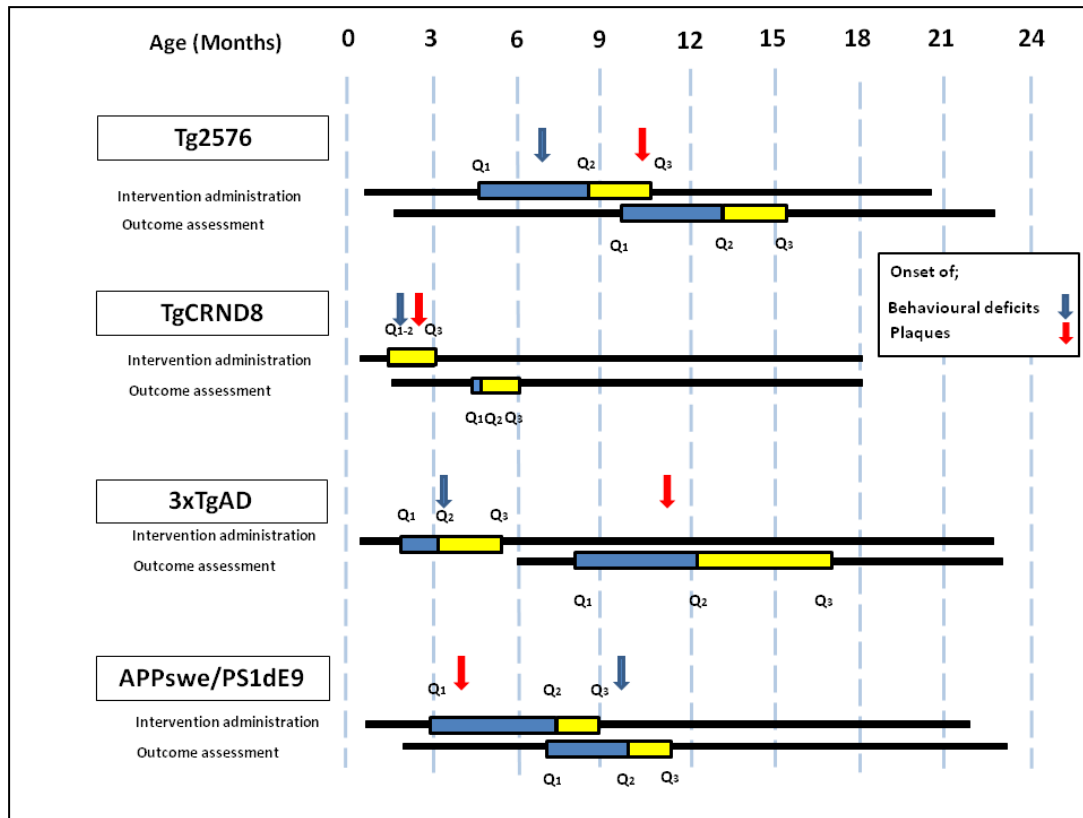 Age (Months) 0 3 6 9 12 15 18 21 24
Tg2576
Q1 Q2 Q3
Intervention administration
Outcome assessment
Q1 Q2 Q3
Onset of;
Behavioural deficits
Plaques
TgCRND8
Q1-2 Q3
Intervention administration
Outcome assessment
Q1 Q2 Q3
3xTgAD
Q1 Q2 Q3
Intervention administration
Outcome assessment
Q1 Q2 Q3
APPswe/PS1dE9
Q1 Q2 Q3
Intervention administration
Outcome assessment
Q1 Q2 Q3